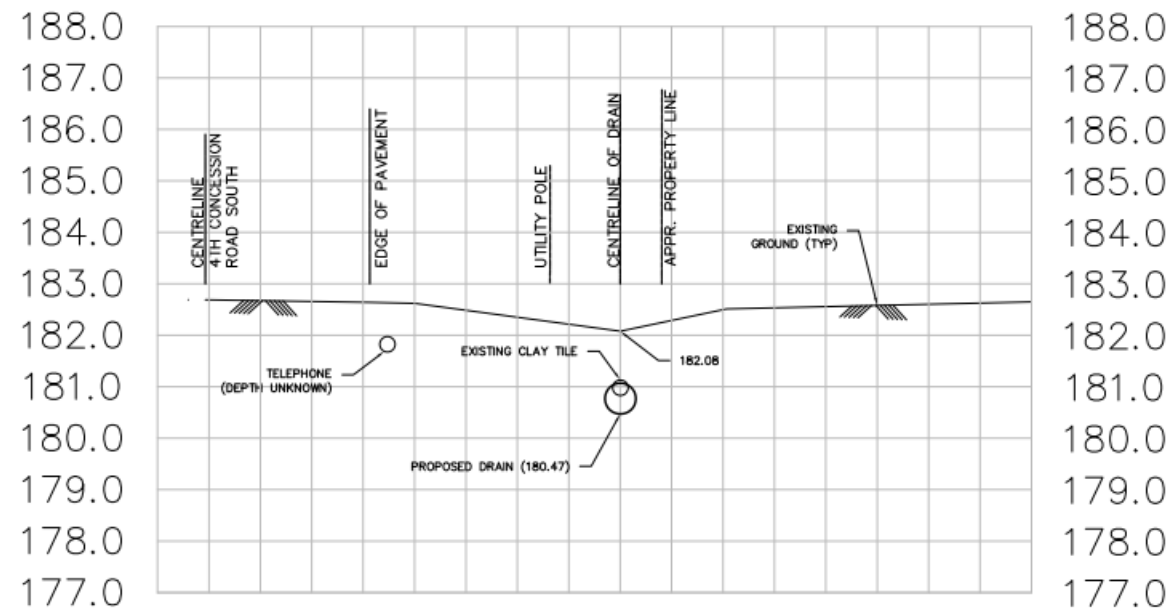 188.0
187.0
186.0
185.0
184.0
183.0
182.0
181.0
180.0
179.0
178.0
177.0
CENTRELINE
4TH CONCESSION
ROAD SOUTH
EDGE OF PAVEMENT
UTILITY POLE
CENTRELINE OF DRAIN
APPR. PROPERTY LINE
EXISTING
GROUND (TYP)
TELEPHONE
(DEPTH UNKNOWN)
EXISTING CLAY TILE
182.08
PROPOSED DRAIN (180.47)
188.0
187.0
186.0
185.0
184.0
183.0
182.0
181.0
180.0
179.0
178.0
177.0